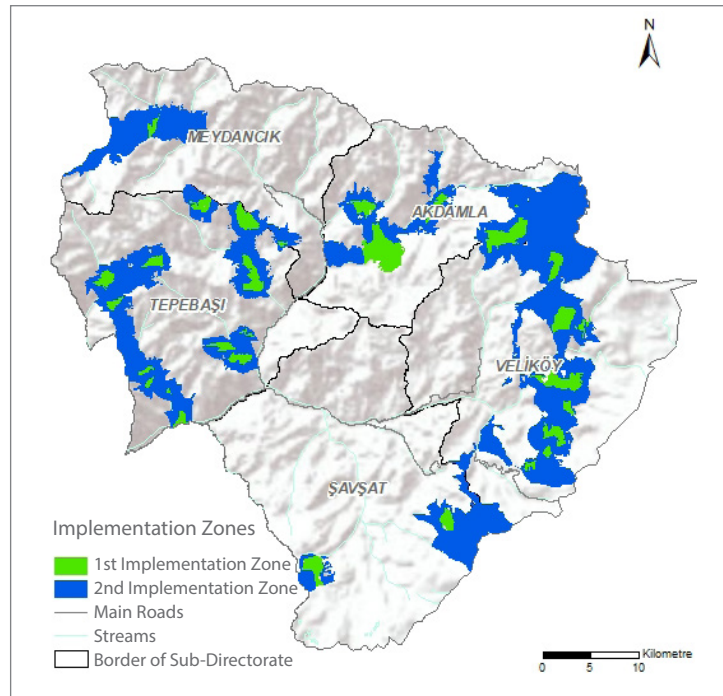 N
MEYDANCIK
AKDAMLA
TEPEBAŞI
VELİKÖY
ŞAVŞAT
Implementation Zones
1st Implementation Zone
2nd Implementation Zone
Main Roads
Streams
Border of Sub-Directorate
Kilometre
0 5 10